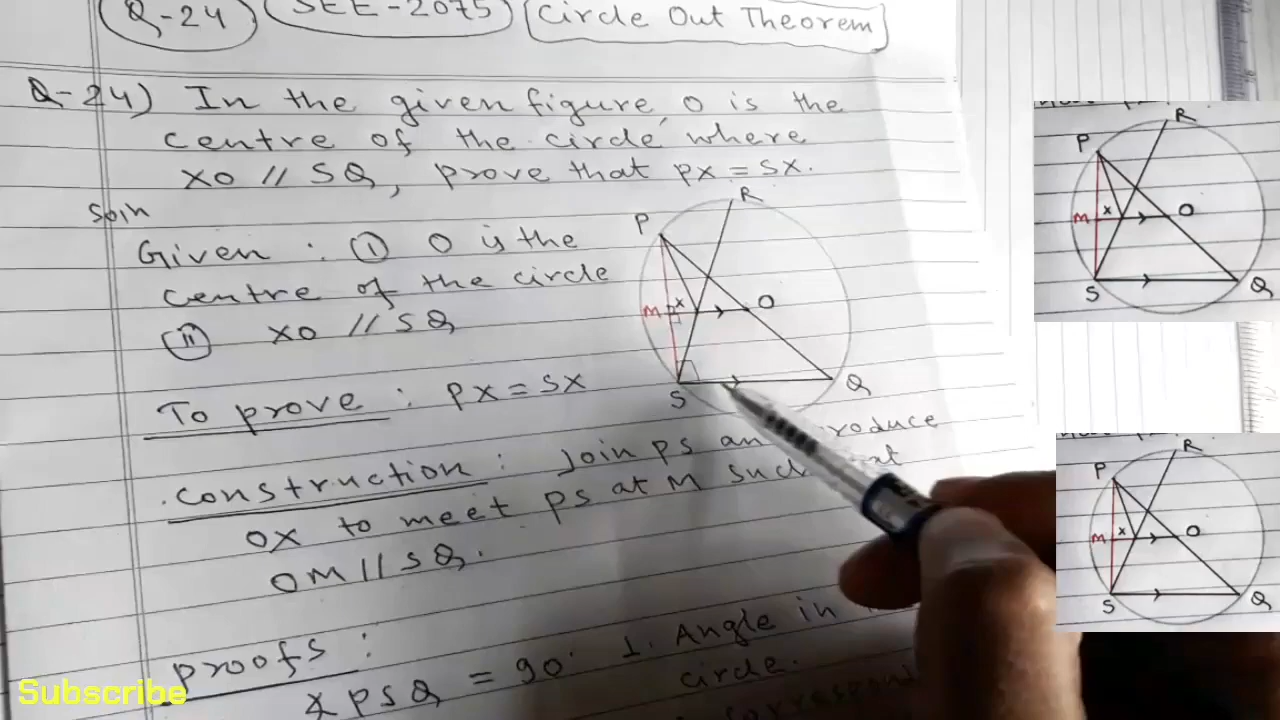 Q-24 SEE-2075 Circle Out Theorem
Q-24) In the given figure, O is the
centre of the circle where
XO // SQ, prove that PX = SX.
Soln
Given : (i) O is the
centre of the circle
(ii) XO // SQ
To prove : PX = SX
Construction : Join PS and produce
OX to meet PS at M such
OM // SQ.
Proofs :
∡ PSQ = 90° 1. Angle in
circle.
P
R
M
x
O
S
Q
P
R
M
x
O
S
Q
P
R
M
x
O
S
Q
Subscribe